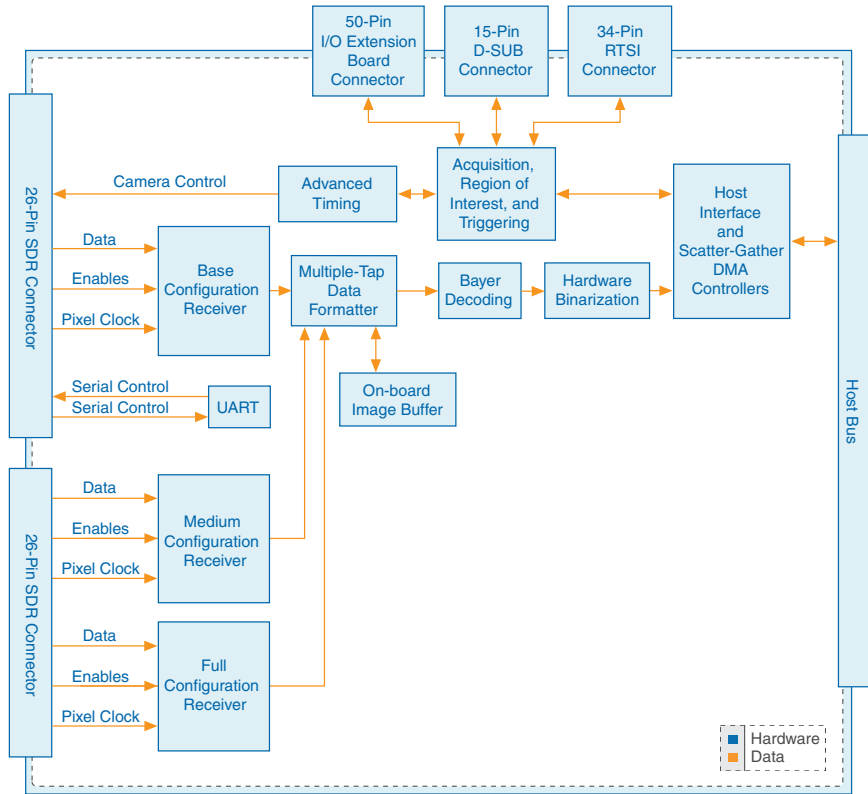 50-Pin
I/O Extension
Board
Connector
15-Pin
D-SUB
Connector
34-Pin
RTSI
Connector
26-Pin SDR Connector
Camera Control
Advanced
Timing
Acquisition,
Region of
Interest, and
Triggering
Host
Interface
and
Scatter-Gather
DMA
Controllers
Data
Enables
Pixel Clock
Base
Configuration
Receiver
Multiple-Tap
Data
Formatter
Bayer
Decoding
Hardware
Binarization
On-board
Image Buffer
Serial Control
Serial Control
UART
Host Bus
26-Pin SDR Connector
Data
Enables
Pixel Clock
Medium
Configuration
Receiver
Data
Enables
Pixel Clock
Full
Configuration
Receiver
Hardware
Data